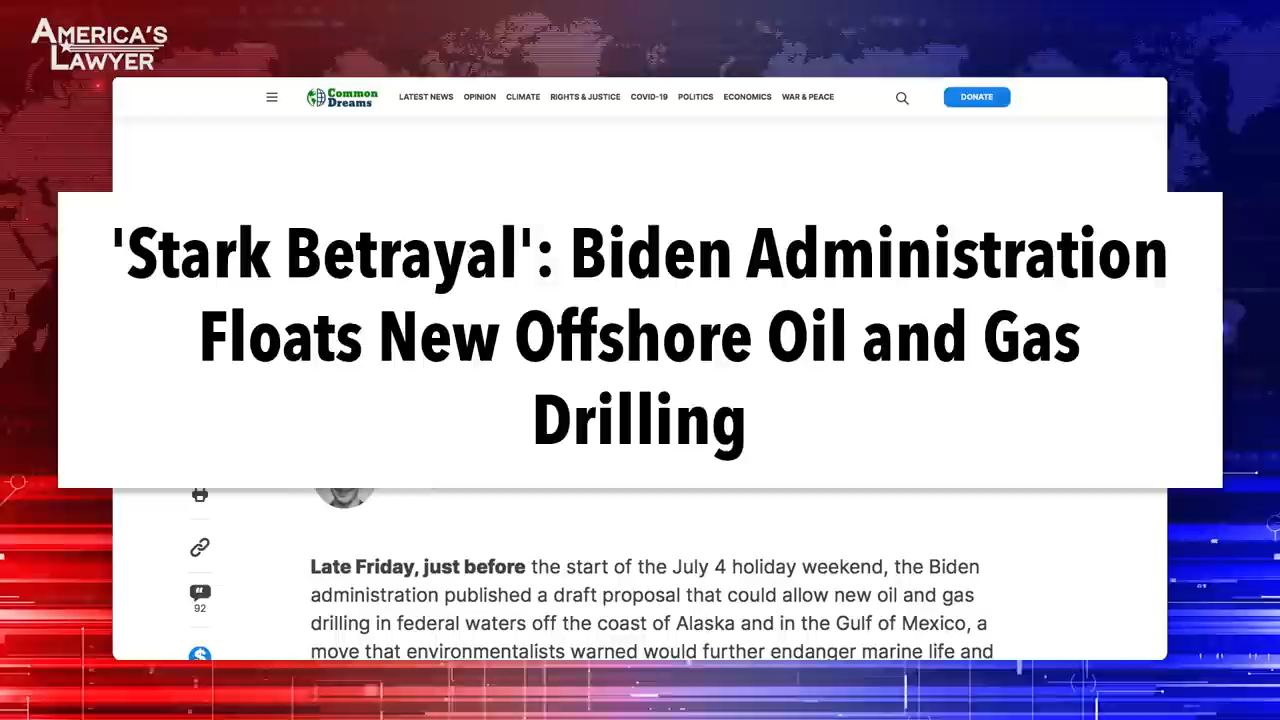 AMERICA'S
LAWYER
Common
Dreams
LATEST NEWS OPINION CLIMATE RIGHTS & JUSTICE COVID-19 POLITICS ECONOMICS WAR & PEACE
DONATE
'Stark Betrayal': Biden Administration
Floats New Offshore Oil and Gas
Drilling
92
Late Friday, just before the start of the July 4 holiday weekend, the Biden
administration published a draft proposal that could allow new oil and gas
drilling in federal waters off the coast of Alaska and in the Gulf of Mexico, a
move that environmentalists warned would further endanger marine life and